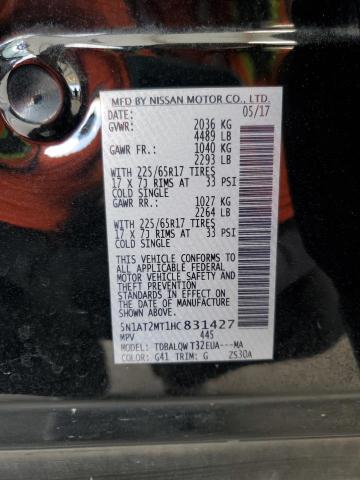 MFD BY NISSAN MOTOR CO., LTD.
DATE: 05/17
GVWR: 2036 KG
4489 LB
GAWR FR.: 1040 KG
2293 LB
WITH 225/65R17 TIRES
17 X 7J RIMS AT 33 PSI
COLD SINGLE
GAWR RR.: 1027 KG
2264 LB
WITH 225/65R17 TIRES
17 X 7J RIMS AT 33 PSI
COLD SINGLE
THIS VEHICLE CONFORMS TO
ALL APPLICABLE FEDERAL
MOTOR VEHICLE SAFETY AND
THEFT PREVENTION
STANDARDS IN EFFECT ON
THE DATE OF MANUFACTURE
SHOWN ABOVE.
5N1AT2MT1HC831427
MPV 445
MODEL: TDBALQW T32EUA---MA
COLOR: G41 TRIM: G ZS30A